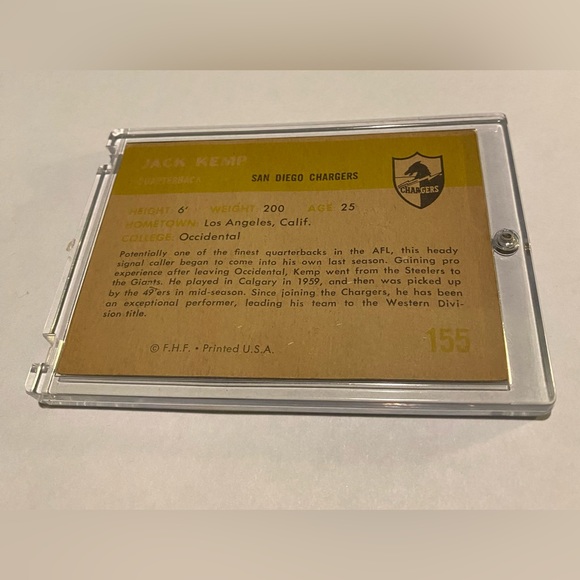 JACK KEMP
QUARTERBACK
SAN DIEGO CHARGERS
CHARGERS
HEIGHT: 6' WEIGHT: 200 AGE: 25
HOMETOWN: Los Angeles, Calif.
COLLEGE: Occidental
Potentially one of the finest quarterbacks in the AFL, this heady
signal caller began to come into his own last season. Gaining pro
experience after leaving Occidental, Kemp went from the Steelers to
the Giants. He played in Calgary in 1959, and then was picked up
by the 49'ers in mid-season. Since joining the Chargers, he has been
an exceptional performer, leading his team to the Western Divi-
sion title.
155
© F.H.F. • Printed U.S.A.